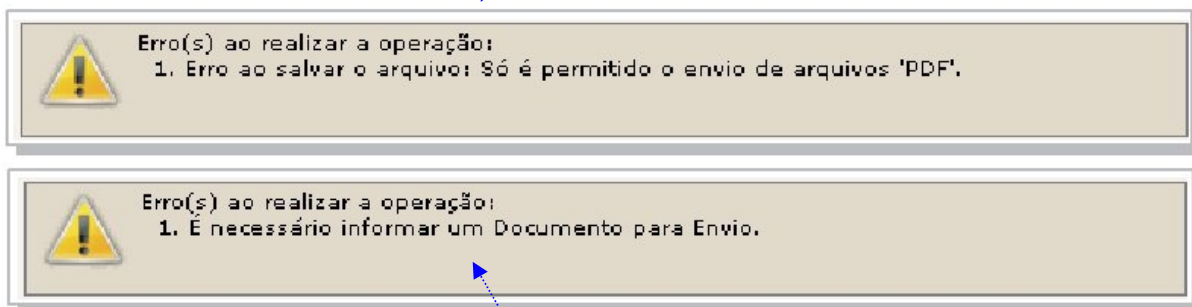 Erro(s) ao realizar a operação:
1. Erro ao salvar o arquivo: Só é permitido o envio de arquivos 'PDF'.
Erro(s) ao realizar a operação:
1. É necessário informar um Documento para Envio.